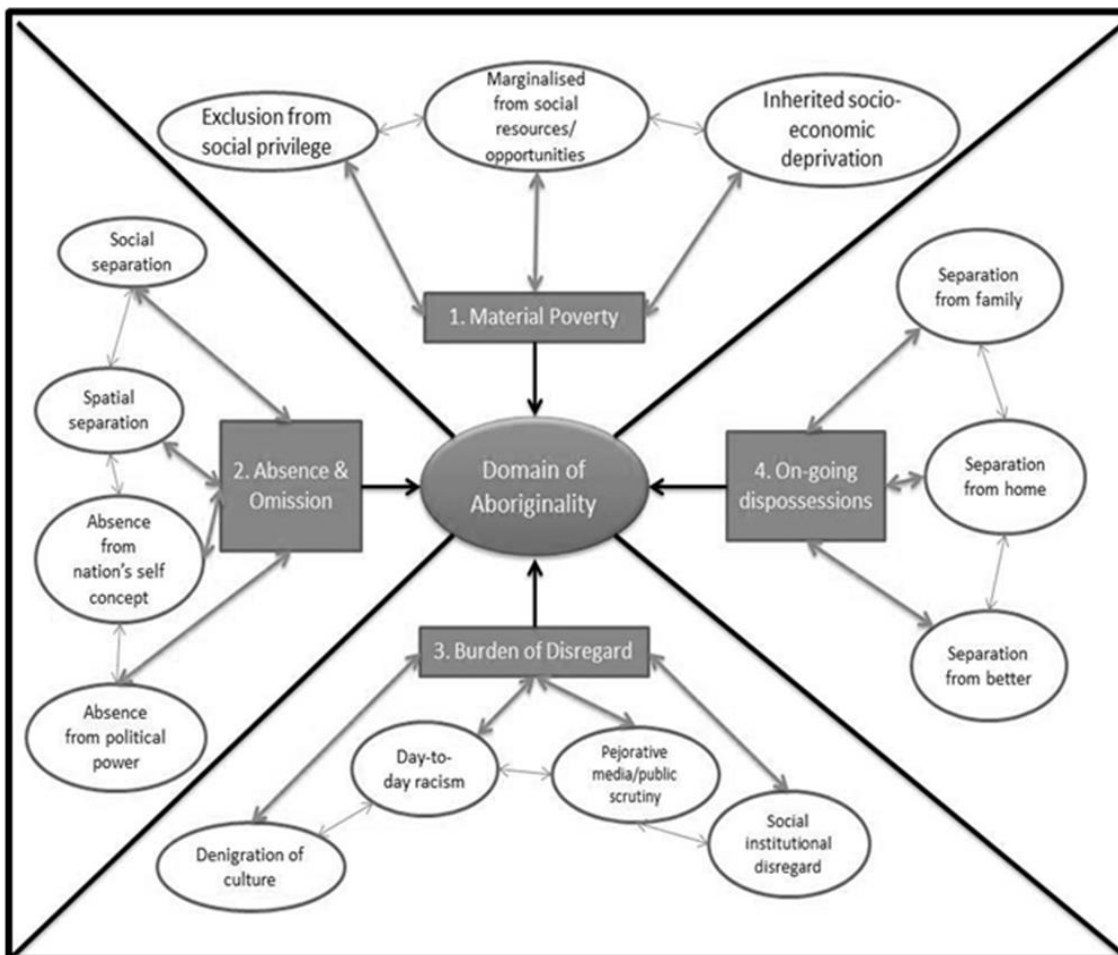 Exclusion from
social privilege
Marginalised
from social
resources/
opportunities
Inherited socio-
economic
deprivation
1. Material Poverty
Social
separation
Spatial
separation
Absence
from
nation's self
concept
Absence
from political
power
2. Absence &
Omission
Domain of
Aboriginality
4. On-going
dispossessions
Separation
from family
Separation
from home
Separation
from better
3. Burden of Disregard
Day-to-
day racism
Pejorative
media/public
scrutiny
Denigration of
culture
Social
institutional
disregard